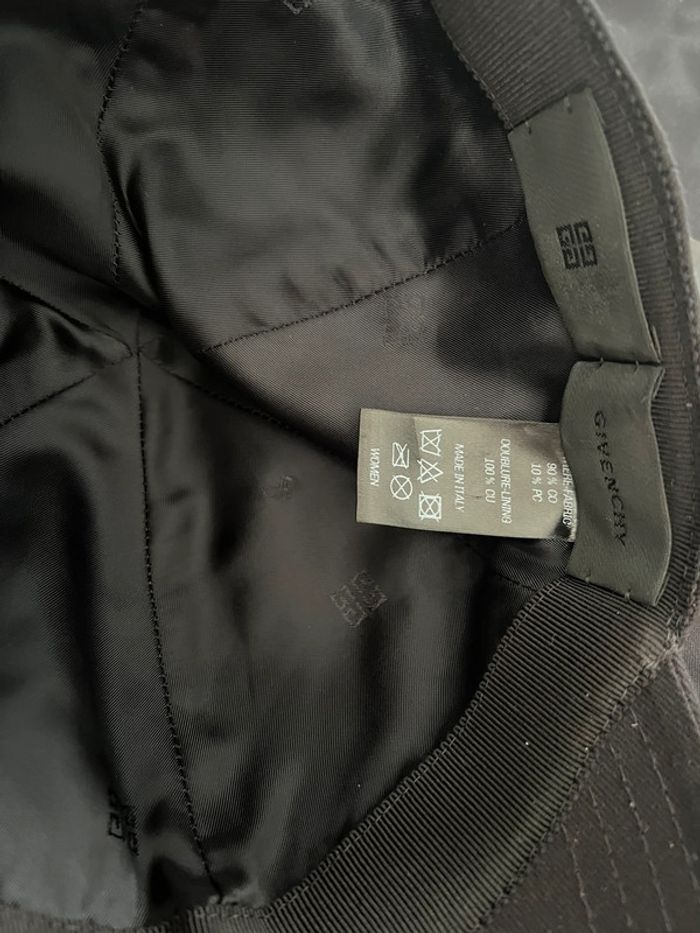 GIVENCHY
90 % CO
10 % PC
DOUBLURE-LINING
100 % CU
MADE IN ITALY
WOMEN